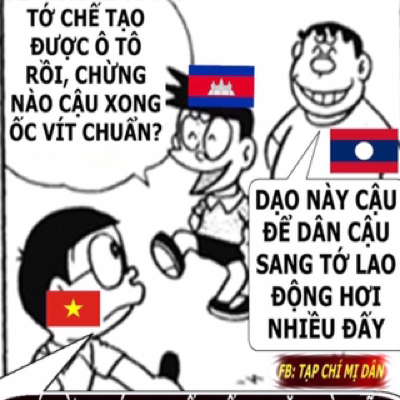 TỚ CHẾ TẠO
ĐƯỢC Ô TÔ
RỒI, CHỪNG
NÀO CẬU XONG
ỐC VÍT CHUẨN?
DẠO NÀY CẬU
ĐỂ DÂN CẬU
SANG TỚ LAO
ĐỘNG HƠI
NHIỀU ĐẤY
FB: TẠP CHÍ MỊ DÂN